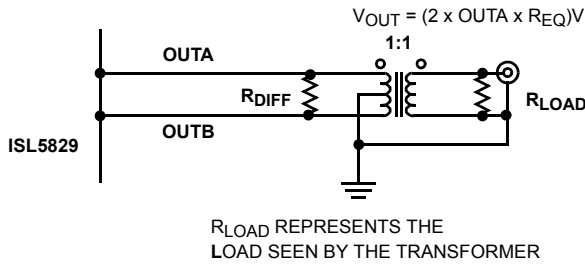 V_OUT = (2 x OUTA x R_EQ)V
1:1
OUTA
R_DIFF
R_LOAD
OUTB
ISL5829
R_LOAD REPRESENTS THE
LOAD SEEN BY THE TRANSFORMER